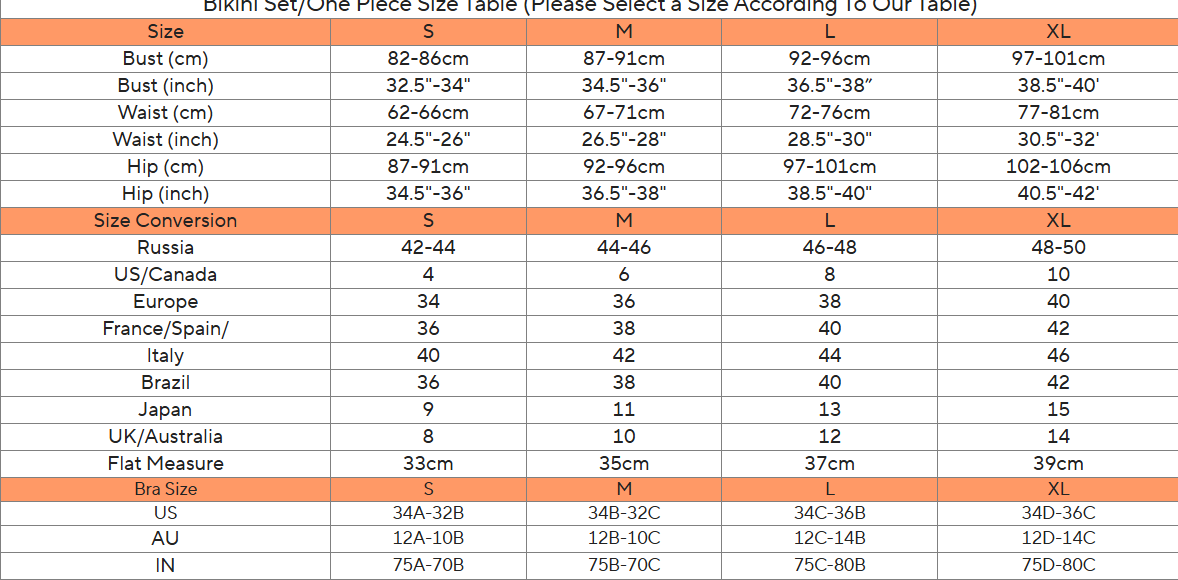 Bikini Set/One Piece Size Table (Please Select a Size According To Our Table)
Size S M L XL
Bust (cm) 82-86cm 87-91cm 92-96cm 97-101cm
Bust (inch) 32.5"-34" 34.5"-36" 36.5"-38” 38.5"-40'
Waist (cm) 62-66cm 67-71cm 72-76cm 77-81cm
Waist (inch) 24.5"-26" 26.5"-28" 28.5"-30" 30.5"-32'
Hip (cm) 87-91cm 92-96cm 97-101cm 102-106cm
Hip (inch) 34.5"-36" 36.5"-38" 38.5"-40" 40.5"-42'
Size Conversion S M L XL
Russia 42-44 44-46 46-48 48-50
US/Canada 4 6 8 10
Europe 34 36 38 40
France/Spain/ 36 38 40 42
Italy 40 42 44 46
Brazil 36 38 40 42
Japan 9 11 13 15
UK/Australia 8 10 12 14
Flat Measure 33cm 35cm 37cm 39cm
Bra Size S M L XL
US 34A-32B 34B-32C 34C-36B 34D-36C
AU 12A-10B 12B-10C 12C-14B 12D-14C
IN 75A-70B 75B-70C 75C-80B 75D-80C